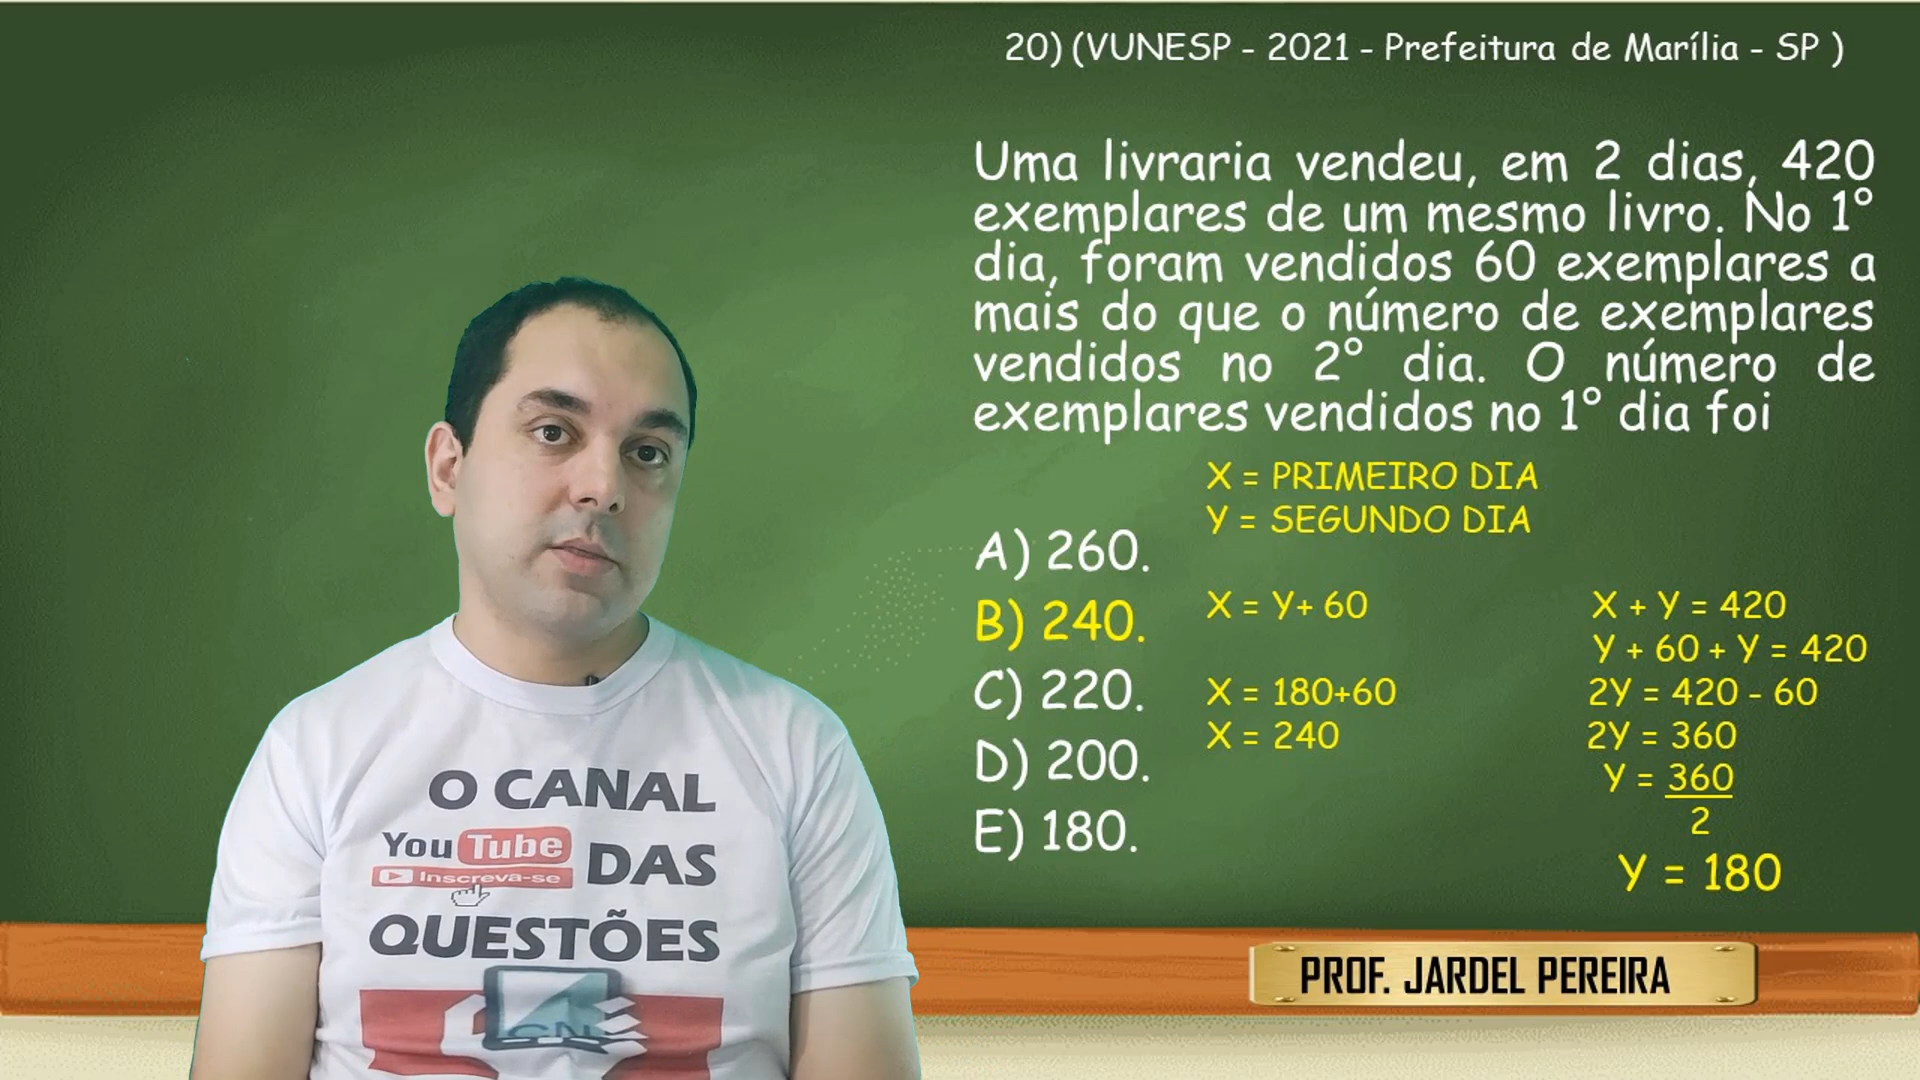 20) (VUNESP - 2021 - Prefeitura de Marília - SP )
Uma livraria vendeu, em 2 dias, 420
exemplares de um mesmo livro. No 1°
dia, foram vendidos 60 exemplares a
mais do que o número de exemplares
vendidos no 2° dia. O número de
exemplares vendidos no 1° dia foi
X = PRIMEIRO DIA
Y = SEGUNDO DIA
A) 260.
B) 240.
C) 220.
D) 200.
E) 180.
X = Y+ 60
X = 180+60
X = 240
X + Y = 420
Y + 60 + Y = 420
2Y = 420 - 60
2Y = 360
Y = 360
2
Y = 180
O CANAL
You Tube
Inscreva-se
DAS
QUESTÕES
PROF. JARDEL PEREIRA